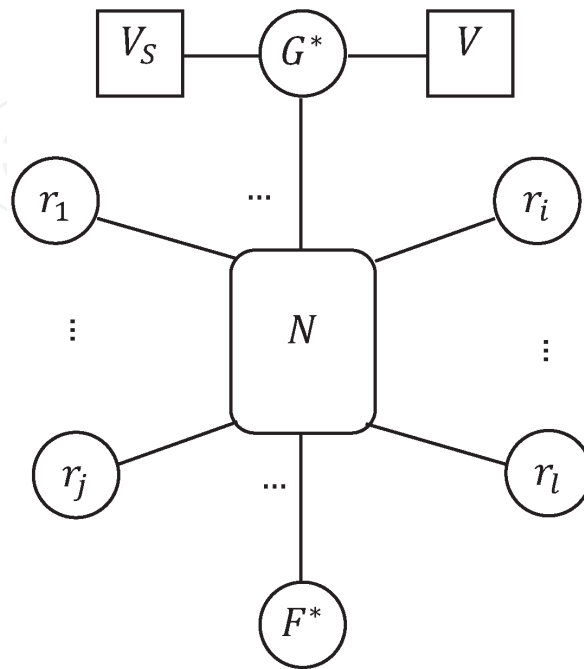 V_S G* V
r_1 ... r_i
⋮ N ⋮
r_j ... r_l
F*